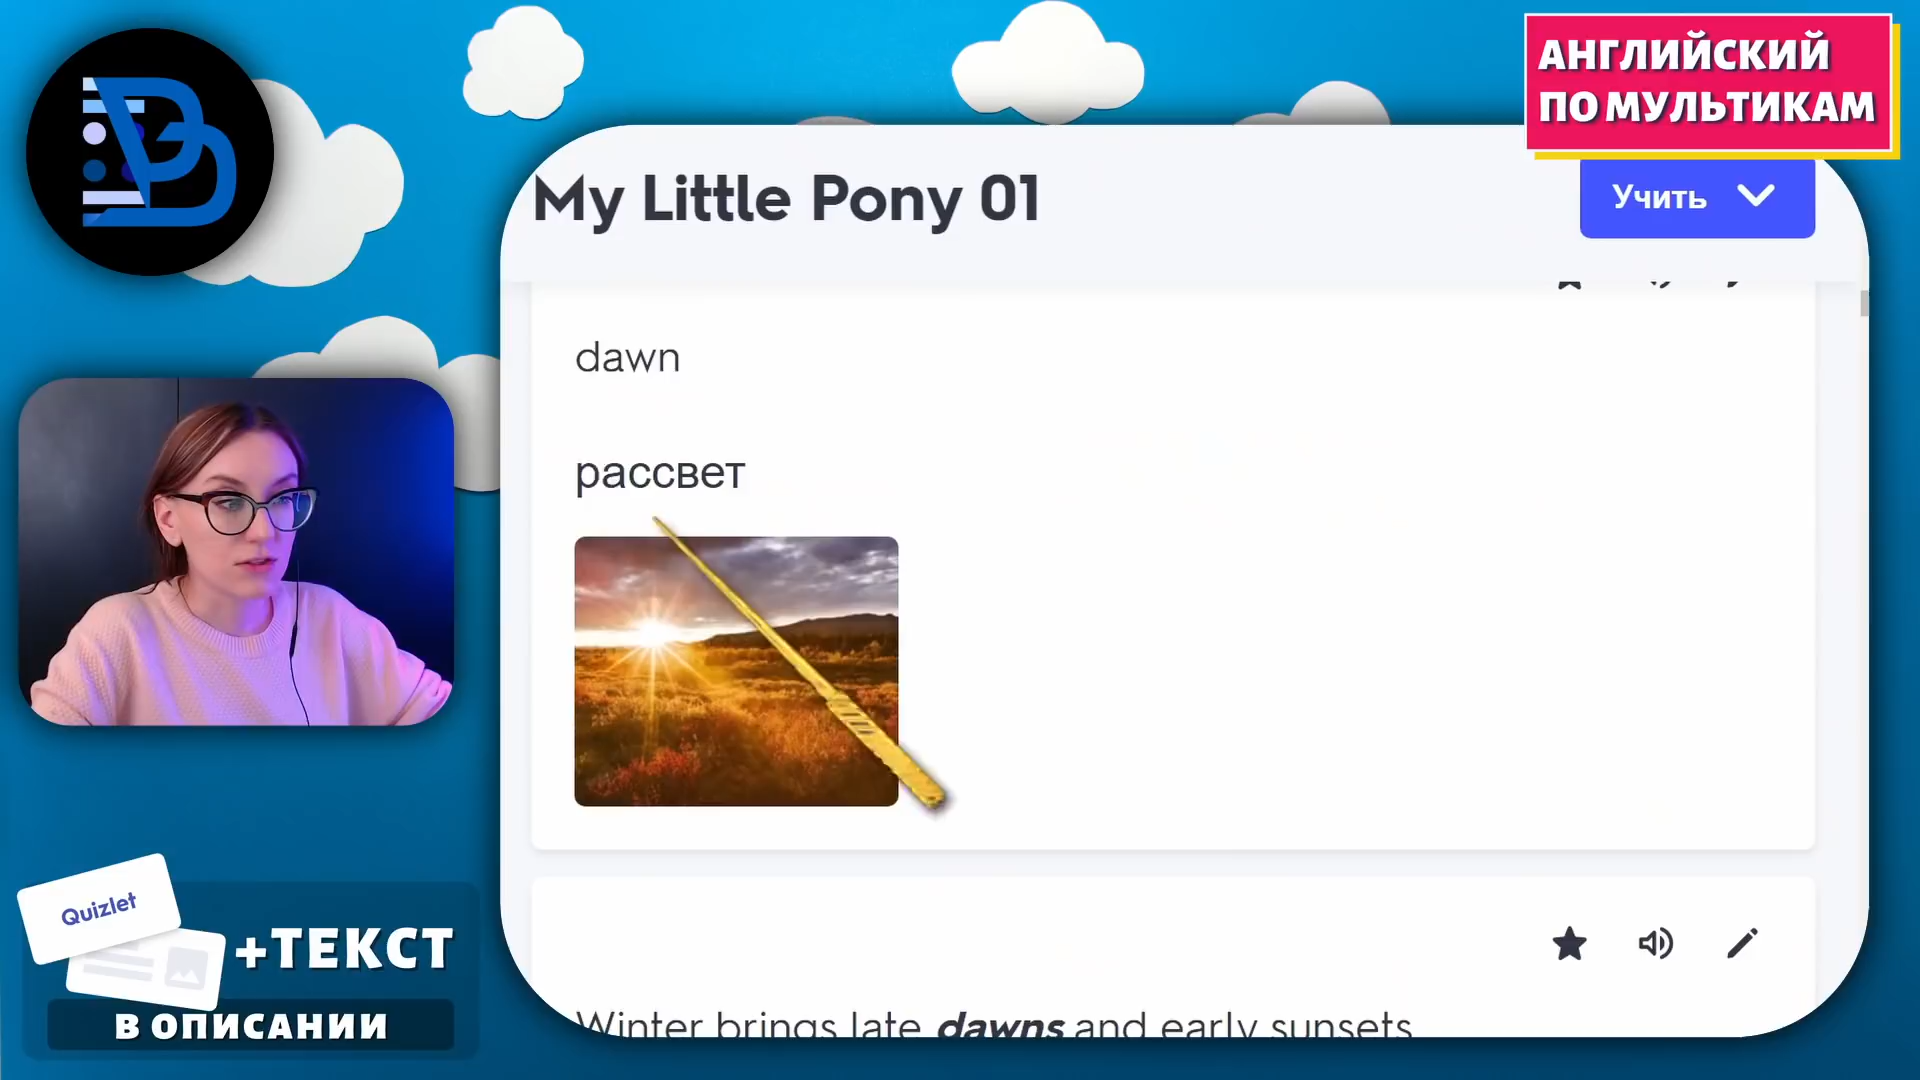 АНГЛИЙСКИЙ
ПО МУЛЬТИКАМ
My Little Pony 01
Учить
dawn
рассвет
Quizlet
+ТЕКСТ
В ОПИСАНИИ
Winter brings late dawns and early sunsets